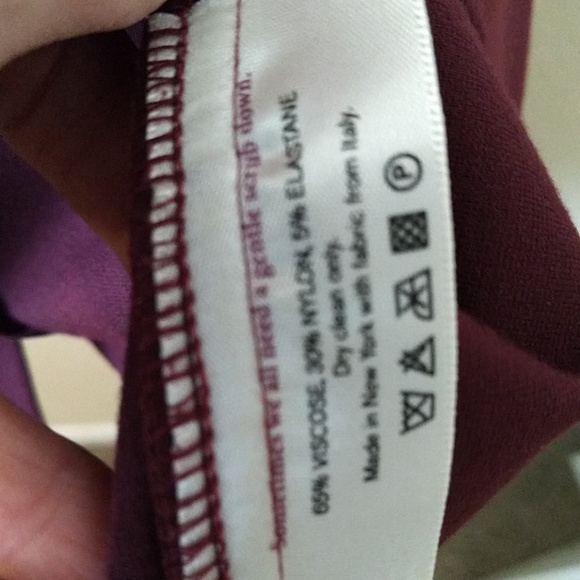 Sometimes we all need a gentle scrub down.
65% VISCOSE, 30% NYLON, 5% ELASTANE
Dry clean only.
Made in New York with fabric from Italy.
P